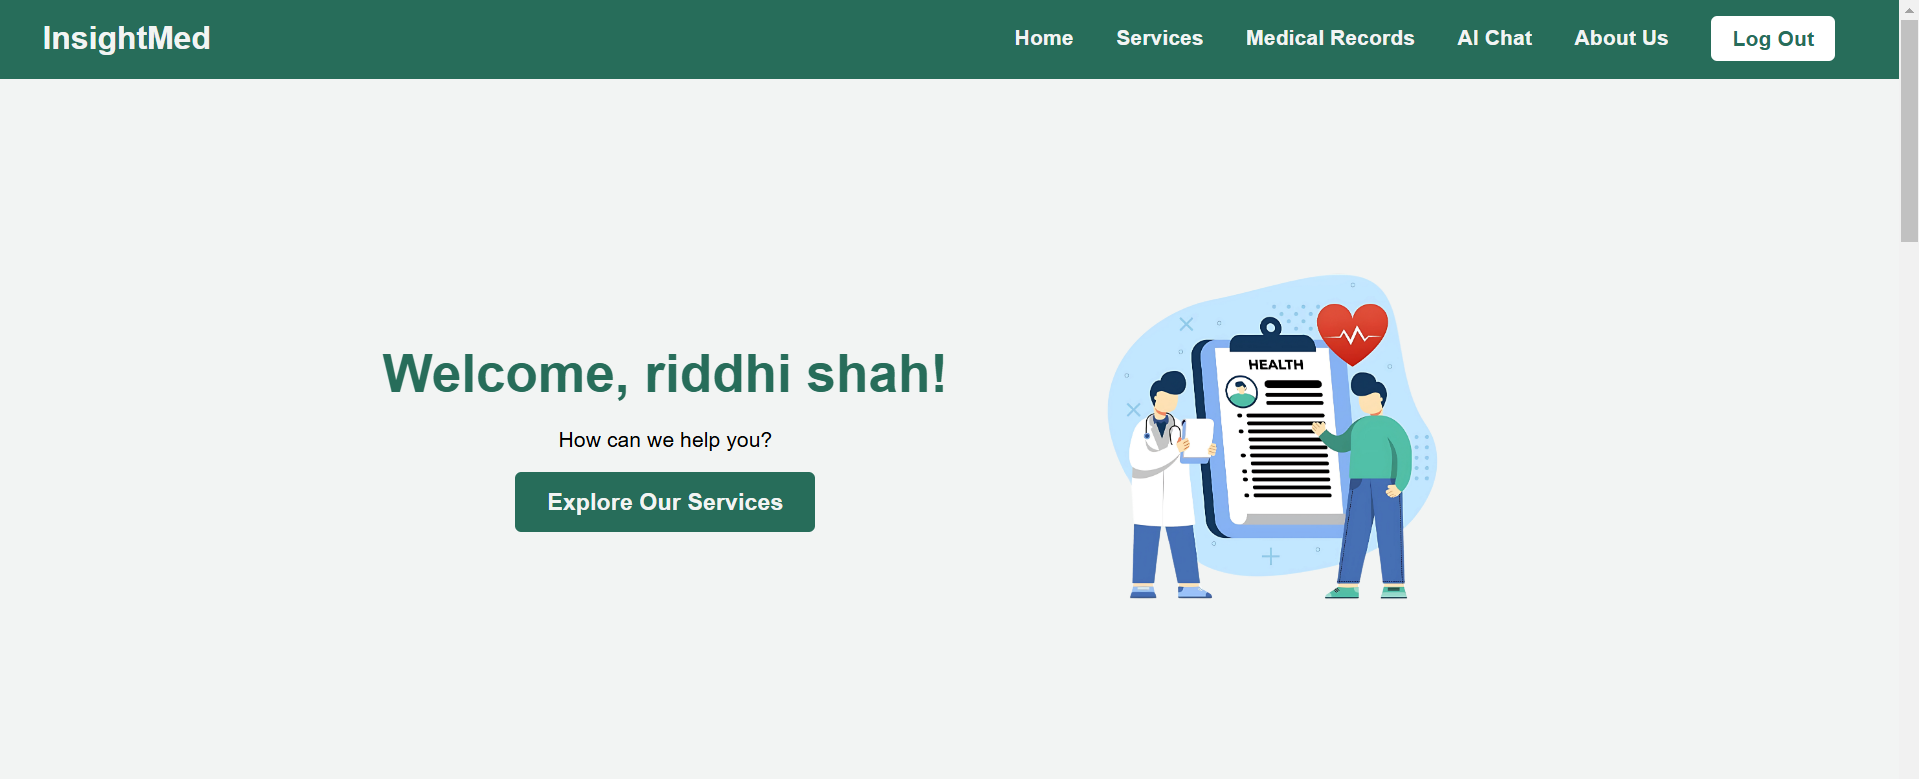 InsightMed
Home Services Medical Records AI Chat About Us Log Out
Welcome, riddhi shah!
How can we help you?
Explore Our Services
HEALTH